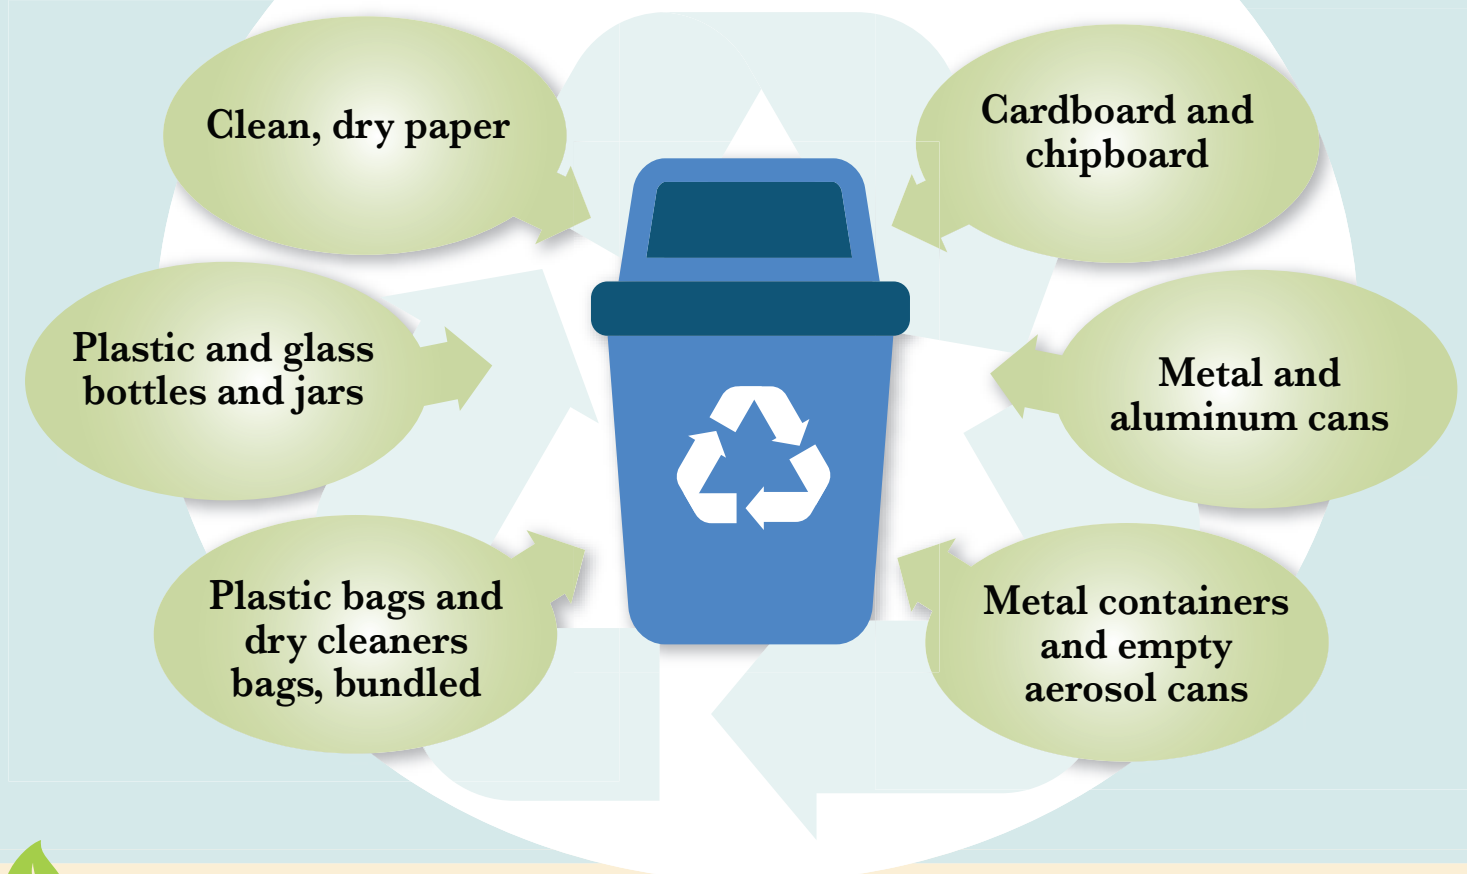 Clean, dry paper
Cardboard and
chipboard
Plastic and glass
bottles and jars
Metal and
aluminum cans
Plastic bags and
dry cleaners
bags, bundled
Metal containers
and empty
aerosol cans